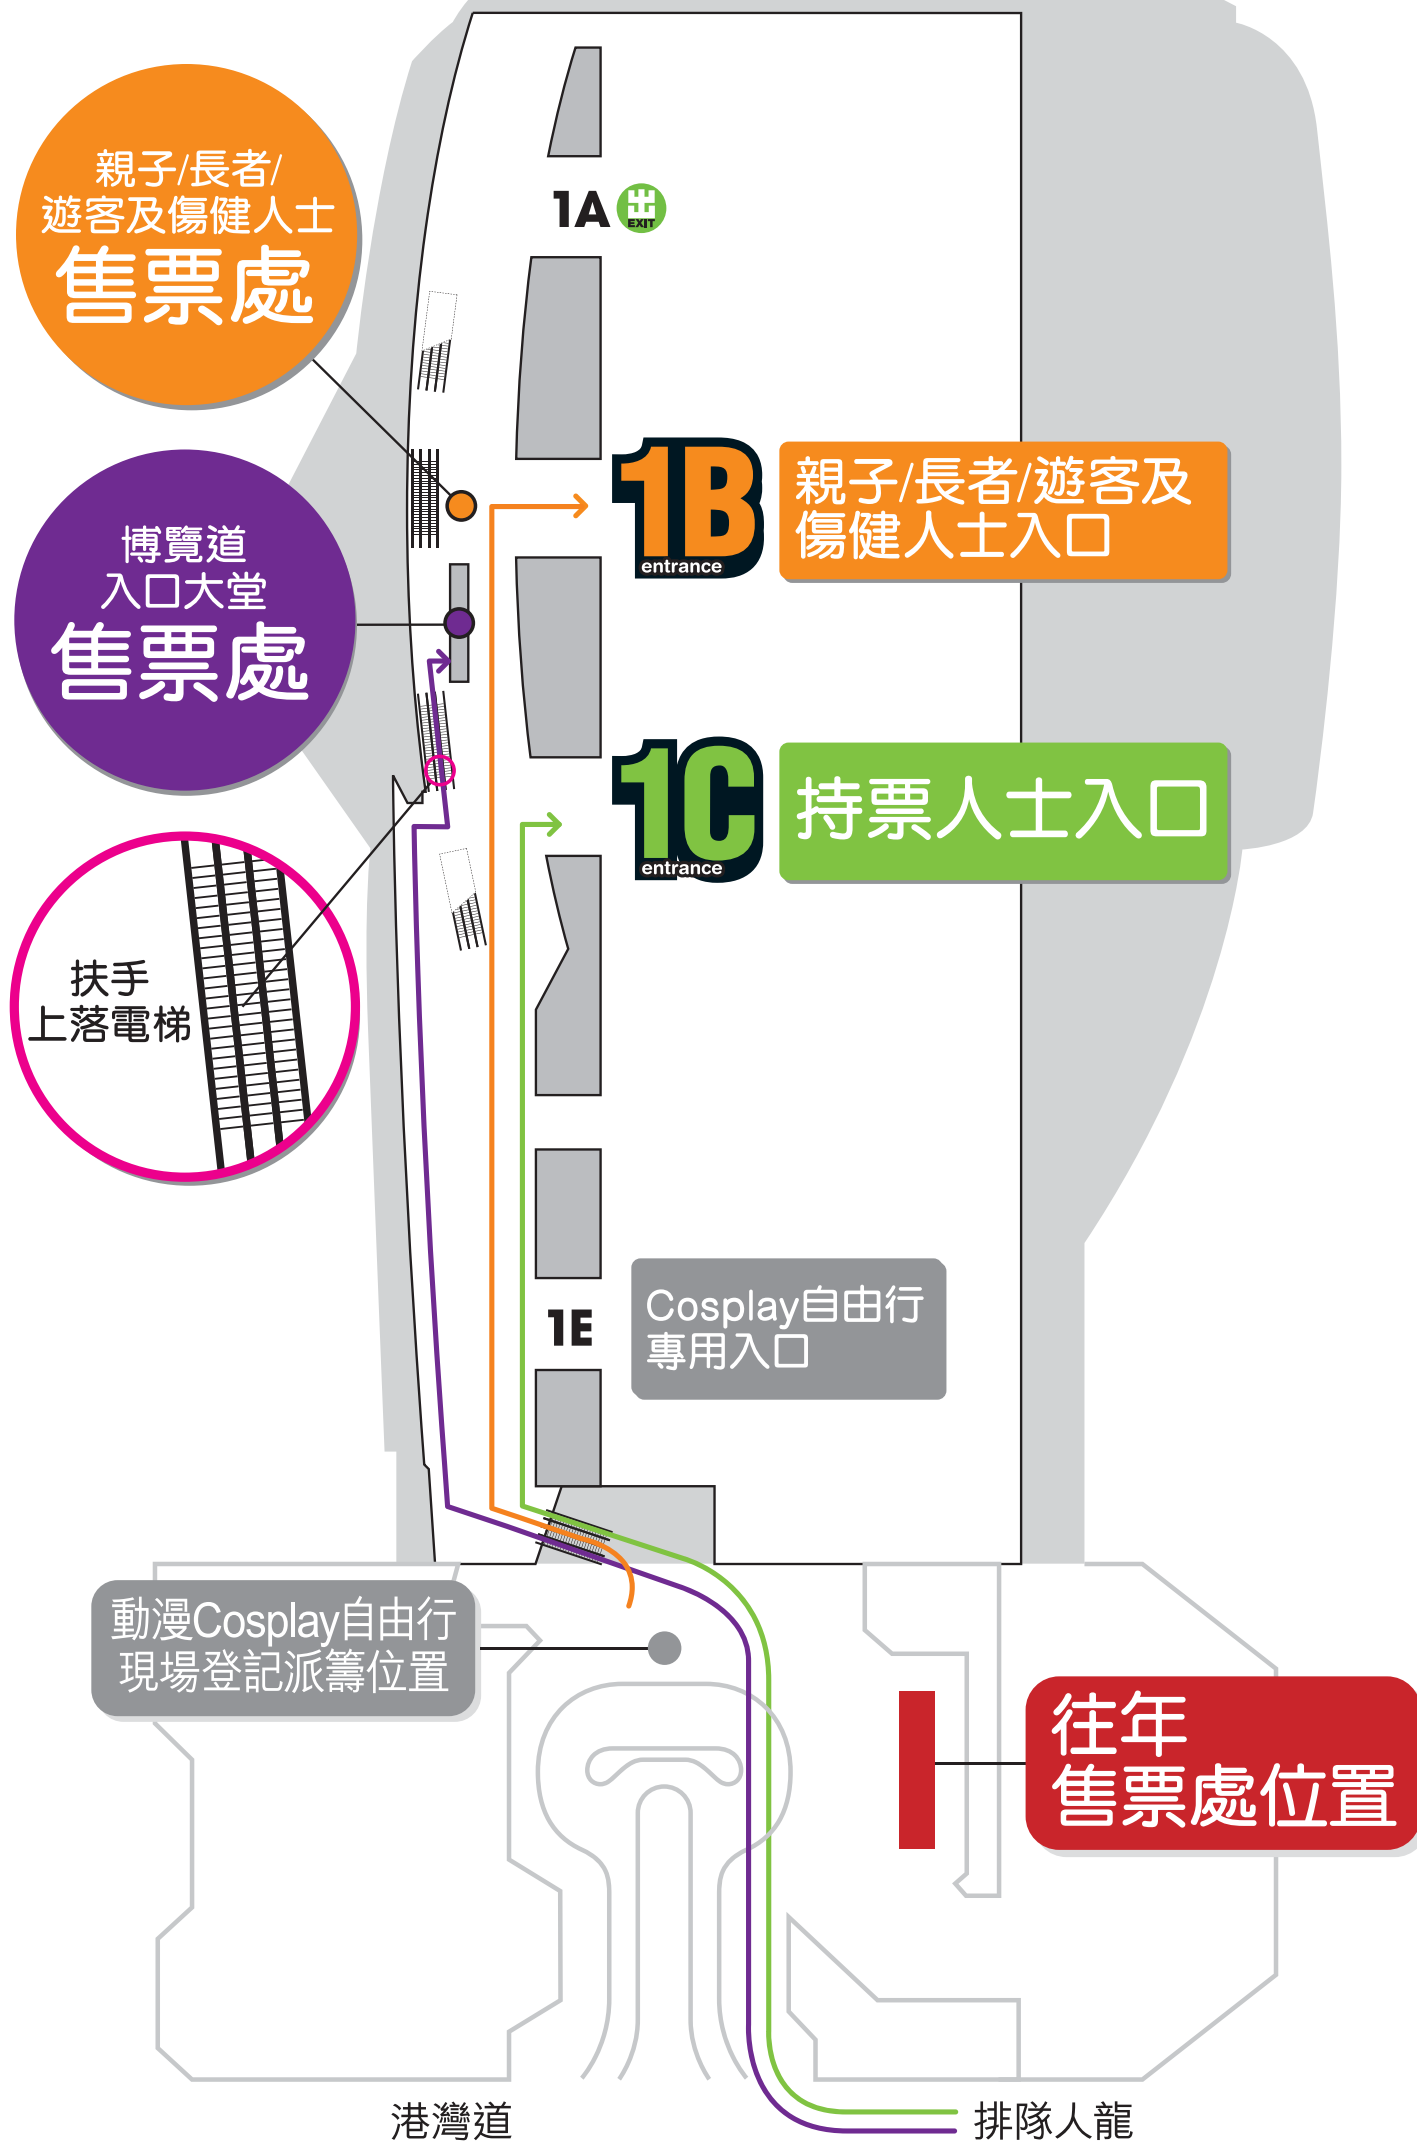 親子/長者/
遊客及傷健人士
售票處
1A
出
EXIT
1B
entrance
親子/長者/遊客及
傷健人士入口
博覽道
入口大堂
售票處
1C
entrance
持票人士入口
扶手
上落電梯
1E
Cosplay自由行
專用入口
動漫Cosplay自由行
現場登記派籌位置
往年
售票處位置
港灣道
排隊人龍